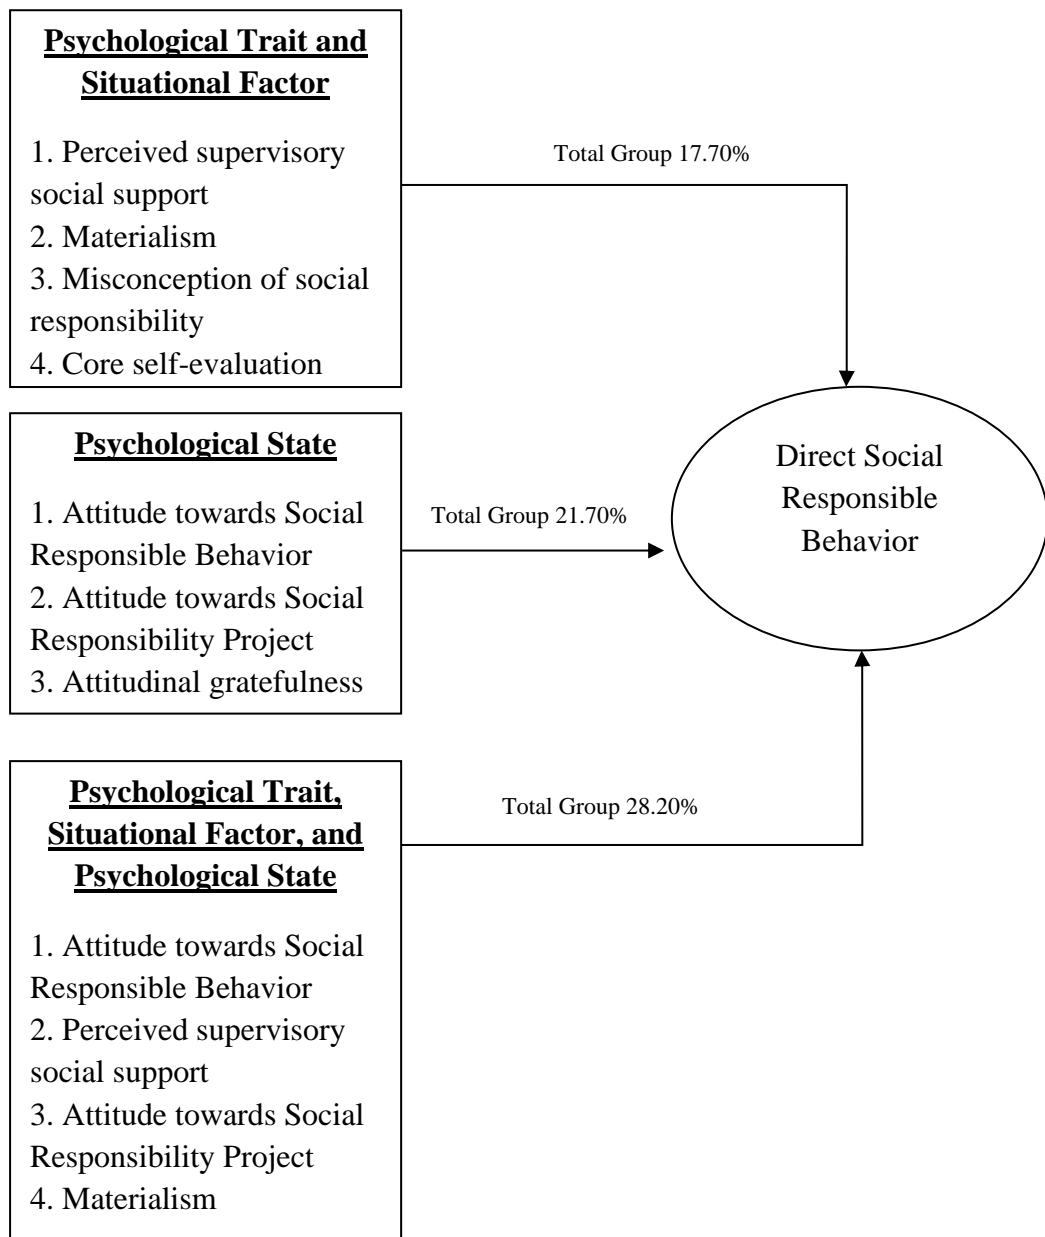 Psychological Trait and
Situational Factor
1. Perceived supervisory
social support
2. Materialism
3. Misconception of social
responsibility
4. Core self-evaluation
Total Group 17.70%
Psychological State
1. Attitude towards Social
Responsible Behavior
2. Attitude towards Social
Responsibility Project
3. Attitudinal gratefulness
Total Group 21.70%
Direct Social
Responsible
Behavior
Psychological Trait,
Situational Factor, and
Psychological State
1. Attitude towards Social
Responsible Behavior
2. Perceived supervisory
social support
3. Attitude towards Social
Responsibility Project
4. Materialism
Total Group 28.20%